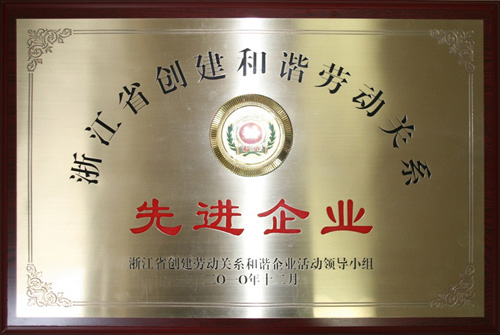 浙江省创建和谐劳动关系
先进企业
浙江省创建劳动关系和谐企业活动领导小组
二〇一〇年十二月